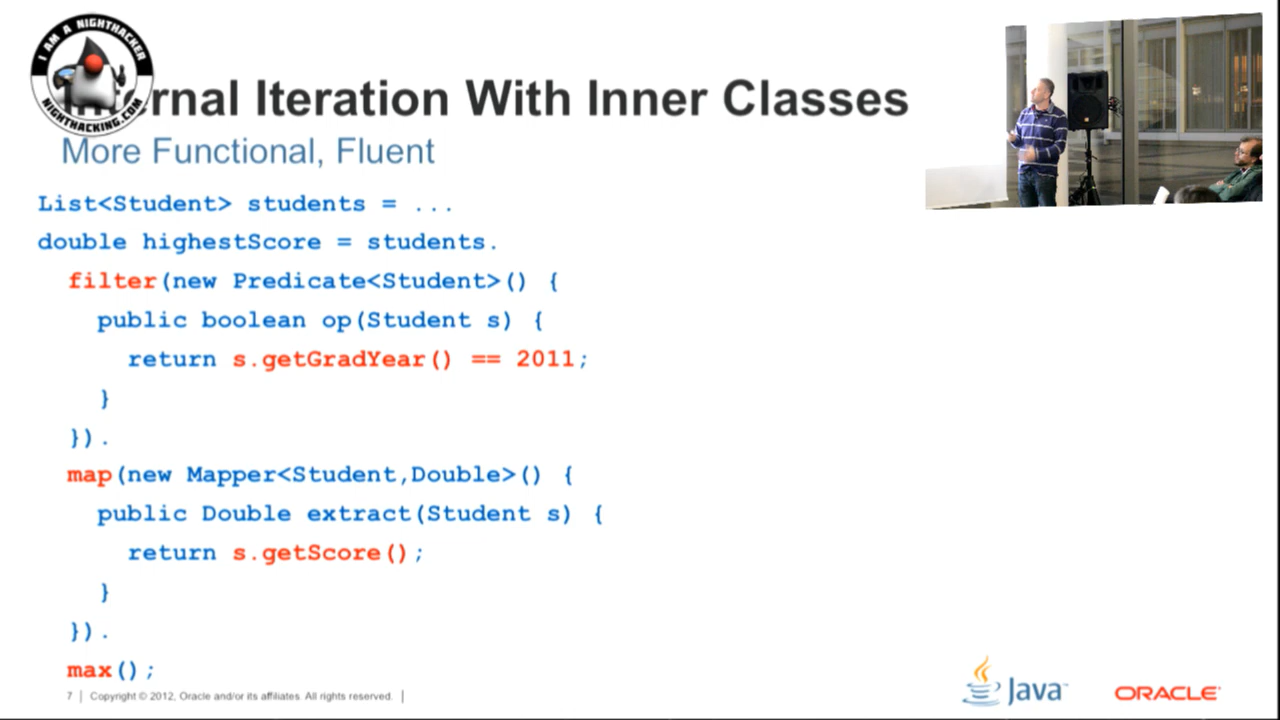 I AM A NIGHTHACKER
NIGHTHACKING.COM
rnal Iteration With Inner Classes
More Functional, Fluent
List<Student> students = ...
double highestScore = students.
filter(new Predicate<Student>() {
public boolean op(Student s) {
return s.getGradYear() == 2011;
}
}).
map(new Mapper<Student,Double>() {
public Double extract(Student s) {
return s.getScore();
}
}).
max();
7 | Copyright © 2012, Oracle and/or its affiliates. All rights reserved. |
Java™
ORACLE®